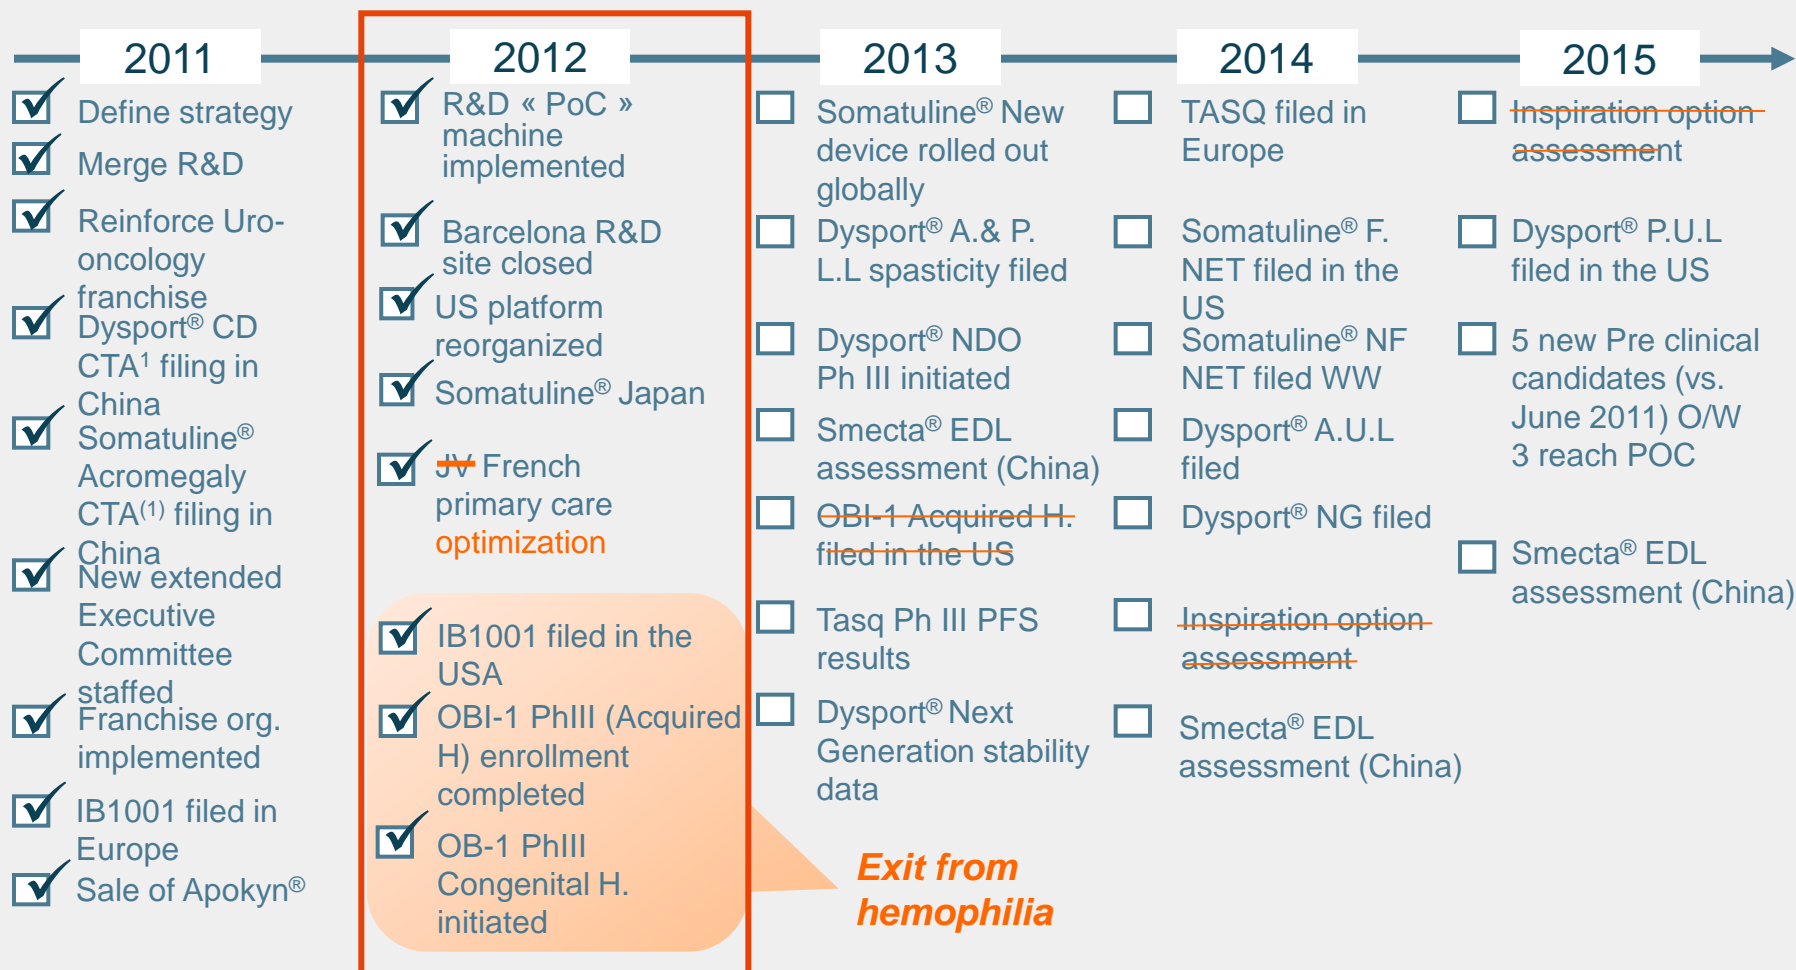 2011
Define strategy
Merge R&D
Reinforce Uro-
oncology
franchise
Dysport® CD
CTA¹ filing in
China
Somatuline®
Acromegaly
CTA⁽¹⁾ filing in
China
New extended
Executive
Committee
staffed
Franchise org.
implemented
IB1001 filed in
Europe
Sale of Apokyn®
2012
R&D « PoC »
machine
implemented
Barcelona R&D
site closed
US platform
reorganized
Somatuline® Japan
JV French
primary care
optimization
IB1001 filed in the
USA
OBI-1 PhIII (Acquired
H) enrollment
completed
OB-1 PhIII
Congenital H.
initiated
Exit from
hemophilia
2013
Somatuline® New
device rolled out
globally
Dysport® A.& P.
L.L spasticity filed
Dysport® NDO
Ph III initiated
Smecta® EDL
assessment (China)
OBI-1 Acquired H.
filed in the US
Tasq Ph III PFS
results
Dysport® Next
Generation stability
data
2014
TASQ filed in
Europe
Somatuline® F.
NET filed in the
US
Somatuline® NF
NET filed WW
Dysport® A.U.L
filed
Dysport® NG filed
Inspiration option
assessment
Smecta® EDL
assessment (China)
2015
Inspiration option
assessment
Dysport® P.U.L
filed in the US
5 new Pre clinical
candidates (vs.
June 2011) O/W
3 reach POC
Smecta® EDL
assessment (China)